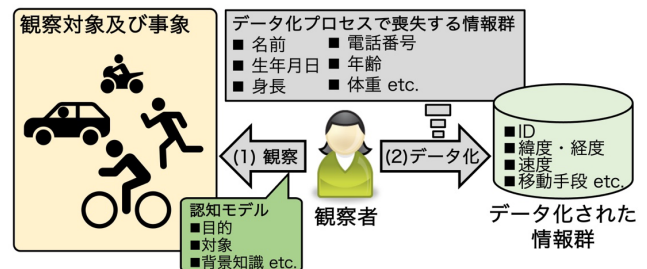 観察対象及び事象
データ化プロセスで喪失する情報群
■ 名前 ■ 電話番号
■ 生年月日 ■ 年齢
■ 身長 ■ 体重 etc.
(1) 観察
(2)データ化
■ID
■緯度・経度
■速度
■移動手段 etc.
認知モデル
■目的
■対象
■背景知識 etc.
観察者
データ化された
情報群